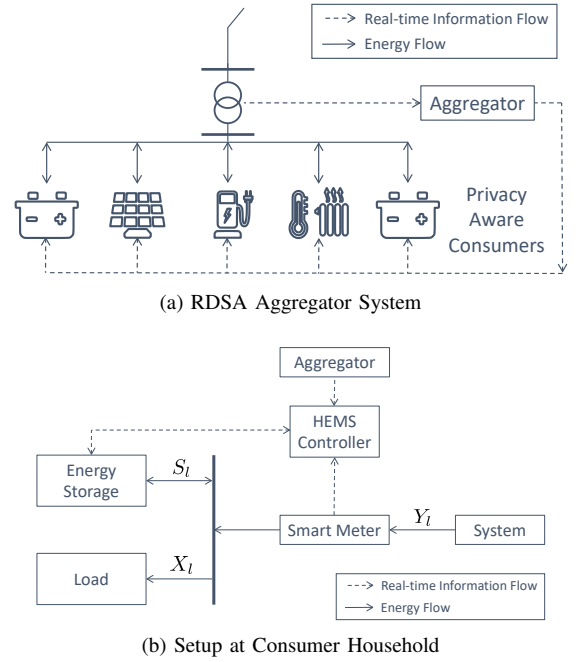 Real-time Information Flow
Energy Flow
Aggregator
Privacy
Aware
Consumers
(a) RDSA Aggregator System
Aggregator
HEMS
Controller
Energy
Storage
S_l
Smart Meter
Y_l
System
Load
X_l
Real-time Information Flow
Energy Flow
(b) Setup at Consumer Household